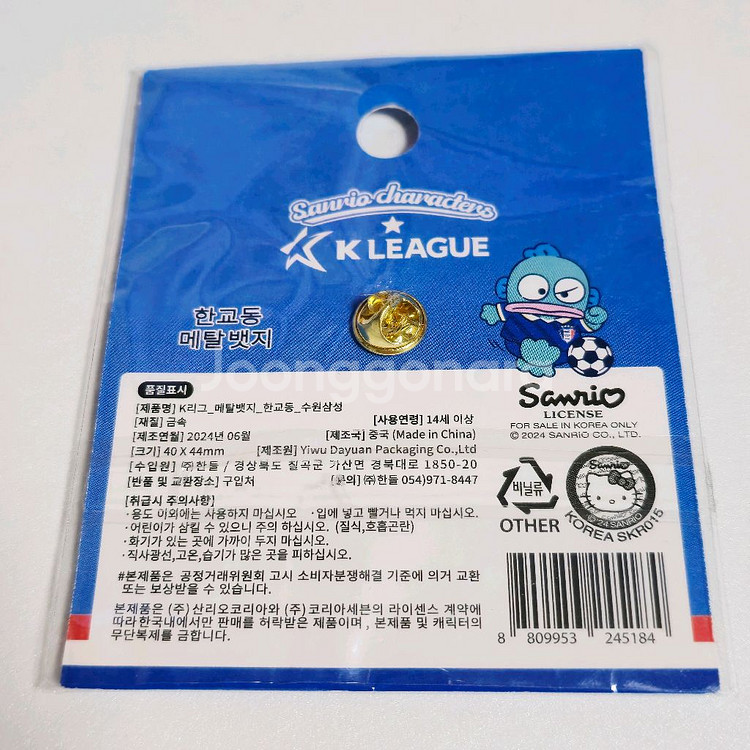 Sanrio characters
K LEAGUE
한교동
메탈 뱃지
Joonggonara
품질표시
[제품명] K리그_메탈뱃지_한교동_수원삼성
[재질] 금속 [사용연령] 14세 이상
[제조연월] 2024년 06월 [제조국] 중국 (Made in China)
[크기] 40 X 44mm [제조원] Yiwu Dayuan Packaging Co.,Ltd
[수입원] ㈜한들 / 경상북도 칠곡군 가산면 경북대로 1850-20
[반품 및 교환장소] 구입처 [문의] ㈜한들 054)971-8447
[취급시 주의사항]
·용도 이외에는 사용하지 마십시오 ·입에 넣고 빨거나 먹지 마십시오.
·어린이가 삼킬 수 있으니 주의 하십시오. (질식,호흡곤란)
·화기가 있는 곳에 가까이 두지 마십시오.
·직사광선,고온,습기가 많은 곳을 피하십시오.
#본제품은 공정거래위원회 고시 소비자분쟁해결 기준에 의거 교환
또는 보상받을 수 있습니다.
본제품은 (주)산리오코리아와 (주)코리아세븐의 라이센스 계약에
따라한국내에서만 판매를 허락받은 제품이며, 본제품 및 캐릭터의
무단복제를 금합니다.
Sanrio
LICENSE
FOR SALE IN KOREA ONLY
© 2024 SANRIO CO., LTD.
비닐류
OTHER
Sanrio
© '24 SANRIO
KOREA SKR015
8 809953 245184